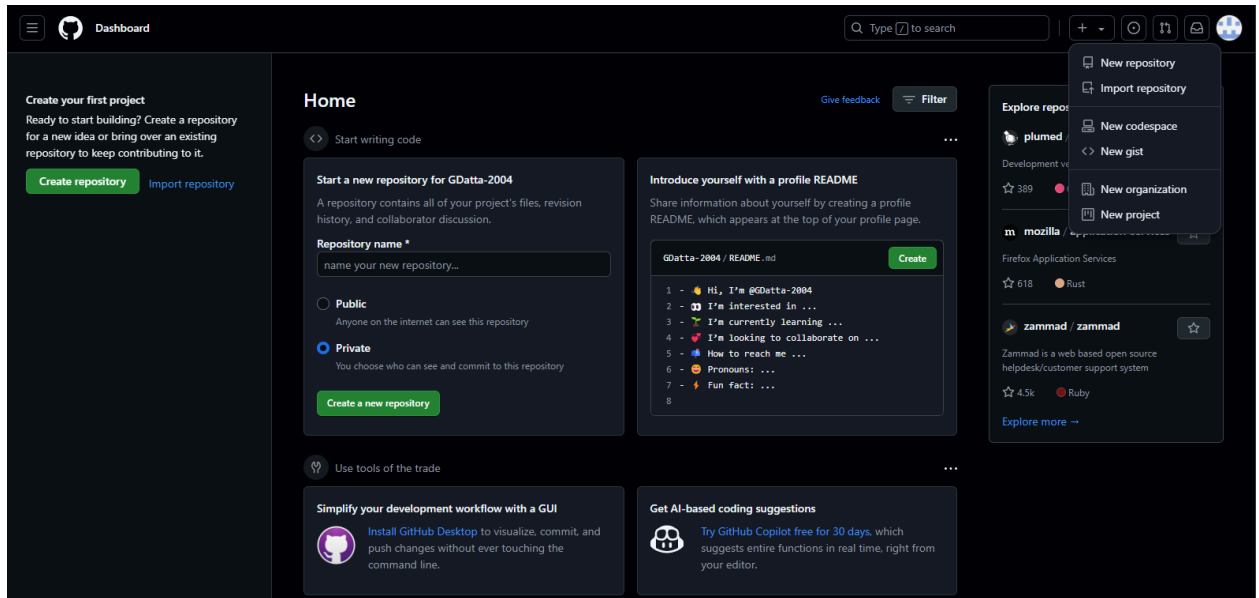 Dashboard
Type / to search
New repository
Import repository
New codespace
New gist
New organization
New project
Create your first project
Ready to start building? Create a repository
for a new idea or bring over an existing
repository to keep contributing to it.
Create repository
Import repository
Home
Give feedback
Filter
Start writing code
Start a new repository for GDatta-2004
A repository contains all of your project's files, revision
history, and collaborator discussion.
Repository name *
name your new repository...
Public
Anyone on the internet can see this repository
Private
You choose who can see and commit to this repository
Create a new repository
Introduce yourself with a profile README
Share information about yourself by creating a profile
README, which appears at the top of your profile page.
GDatta-2004 / README.md
Create
1 - 👋 Hi, I'm @GDatta-2004
2 - 👀 I'm interested in ...
3 - 🌱 I'm currently learning ...
4 - 💞️ I'm looking to collaborate on ...
5 - 📫 How to reach me ...
6 - 😄 Pronouns: ...
7 - ⚡ Fun fact: ...
8
Use tools of the trade
Simplify your development workflow with a GUI
Install GitHub Desktop to visualize, commit, and
push changes without ever touching the
command line.
Get AI-based coding suggestions
Try GitHub Copilot free for 30 days, which
suggests entire functions in real time, right from
your editor.
Explore repos
plumed /
Development ve
389
m mozilla /
Firefox Application Services
618 Rust
zammad / zammad
Zammad is a web based open source
helpdesk/customer support system
4.5k Ruby
Explore more →